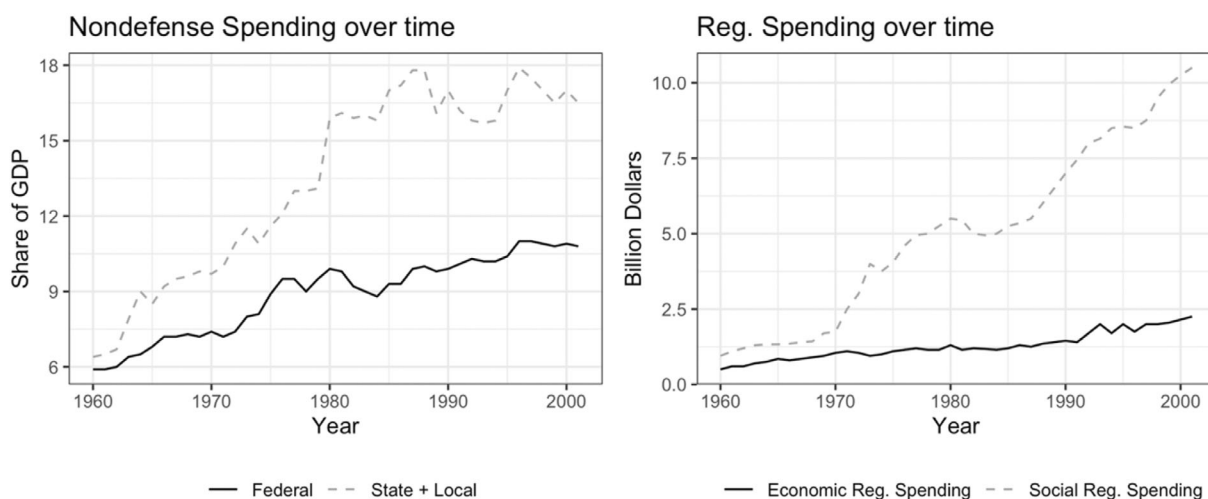 Nondefense Spending over time
Share of GDP
18
15
12
9
6
1960 1970 1980 1990 2000
Year
Federal State + Local
Reg. Spending over time
Billion Dollars
10.0
7.5
5.0
2.5
0.0
1960 1970 1980 1990 2000
Year
Economic Reg. Spending Social Reg. Spending